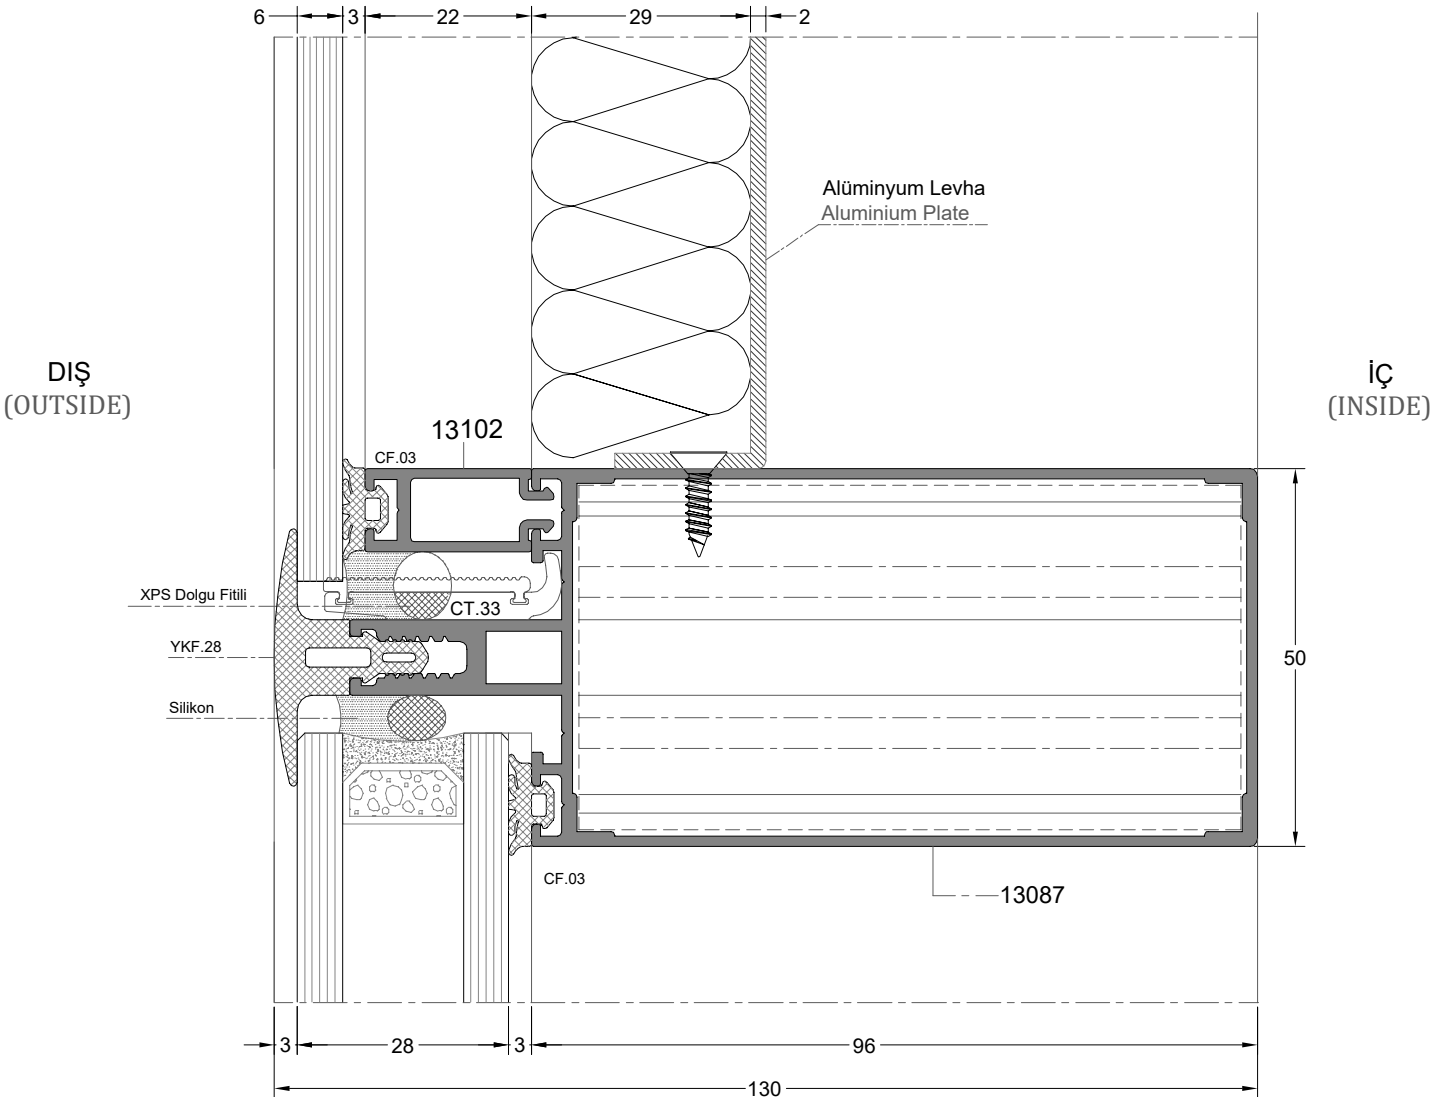 6 3 22 29 2
Alüminyum Levha
Aluminium Plate
DIŞ
(OUTSIDE)
İÇ
(INSIDE)
13102
CF.03
XPS Dolgu Fitili
CT.33
YKF.28
50
Silikon
CF.03
13087
3 28 3 96
130